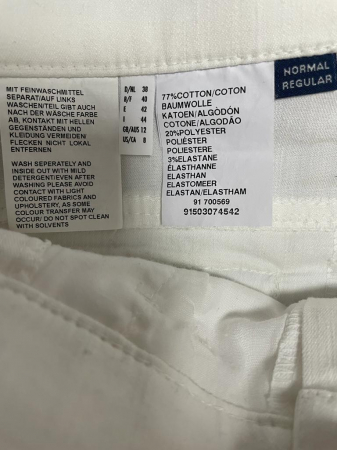 MIT FEINWASCHMITTEL
SEPARAT/AUF LINKS
WASCHEN/TEIL GIBT AUCH
NACH DER WÄSCHE FARBE
AB, KONTAKT MIT HELLEN
GEGENSTÄNDEN UND
KLEIDUNG VERMEIDEN/
FLECKEN NICHT LOKAL
ENTFERNEN
WASH SEPARATELY AND
INSIDE OUT WITH MILD
DETERGENT/EVEN AFTER
WASHING PLEASE AVOID
CONTACT WITH LIGHT
COLOURED FABRICS AND
UPHOLSTERY, AS SOME
COLOUR TRANSFER MAY
OCCUR/ DO NOT SPOT CLEAN
WITH SOLVENTS
D/NL 38
B/F 40
I 44
E 42
GB/AUS 12
US/CA 8
77%COTTON/COTON
BAUMWOLLE
KATOEN/ALGODÓN
COTONE/ALGODÃO
20%POLYESTER
POLIÉSTER
POLIESTERE
3%ELASTANE
ÉLASTHANNE
ELASTHAN
ELASTOMEER
ELASTAN/ELASTHAM
91 700569
91503074542
NORMAL
REGULAR